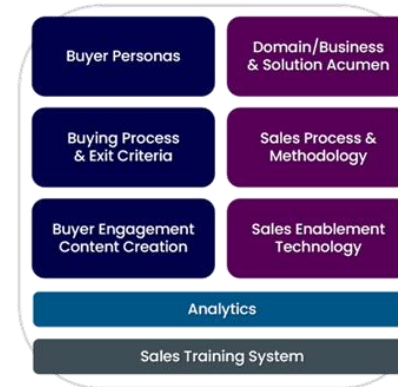 Buyer Personas
Domain/Business
& Solution Acumen
Buying Process
& Exit Criteria
Sales Process &
Methodology
Buyer Engagement
Content Creation
Sales Enablement
Technology
Analytics
Sales Training System